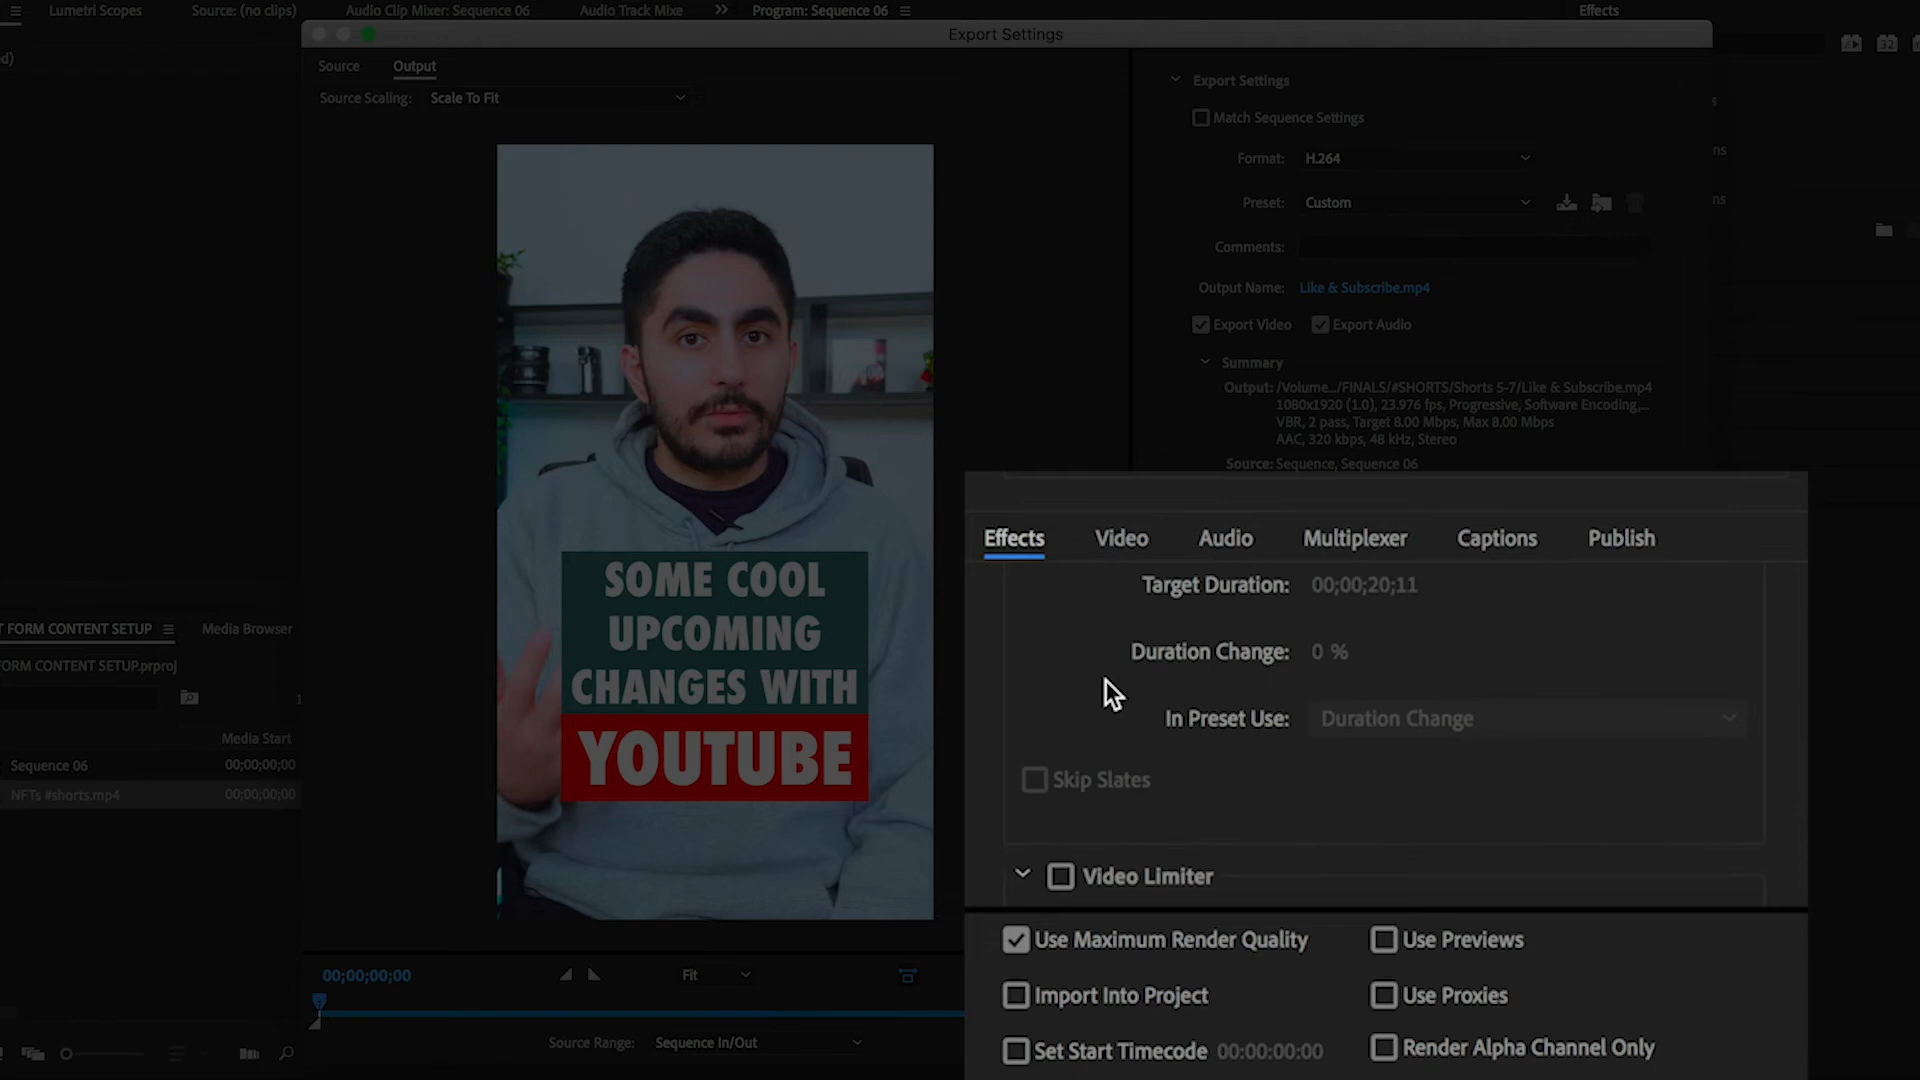 Lumetri Scopes
Source: (no clips)
Audio Clip Mixer: Sequence 06
Audio Track Mixe
Program: Sequence 06
Effects
Export Settings
Source
Output
Source Scaling:
Scale To Fit
Export Settings
Match Sequence Settings
Format:
H.264
Preset:
Custom
Comments:
Output Name:
Like & Subscribe.mp4
Export Video
Export Audio
Summary
Output: /Volume.../FINALS/#SHORTS/Shorts 5-7/Like & Subscribe.mp4
1080x1920 (1.0), 23.976 fps, Progressive, Software Encoding,...
VBR, 2 pass, Target 8.00 Mbps, Max 8.00 Mbps
AAC, 320 kbps, 48 kHz, Stereo
Source: Sequence, Sequence 06
SOME COOL
UPCOMING
CHANGES WITH
YOUTUBE
Effects
Video
Audio
Multiplexer
Captions
Publish
Target Duration:
00;00;20;11
Duration Change:
0 %
In Preset Use:
Duration Change
Skip Slates
Video Limiter
Use Maximum Render Quality
Use Previews
Import Into Project
Use Proxies
Set Start Timecode
00:00:00:00
Render Alpha Channel Only
T FORM CONTENT SETUP
Media Browser
ORM CONTENT SETUP.prproj
Media Start
Sequence 06
00;00;00;00
NFTs #shorts.mp4
00;00;00;00
00;00;00;00
Fit
Source Range:
Sequence In/Out
32
ns
ns